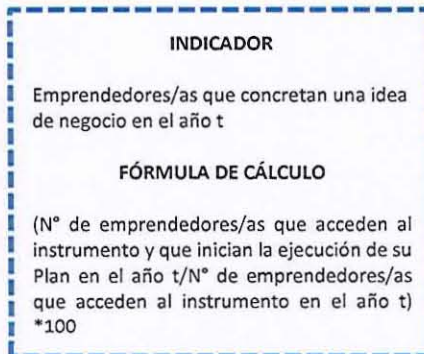 INDICADOR
Emprendedores/as que concretan una idea
de negocio en el año t
FÓRMULA DE CÁLCULO
(N° de emprendedores/as que acceden al
instrumento y que inician la ejecución de su
Plan en el año t/N° de emprendedores/as
que acceden al instrumento en el año t)
*100